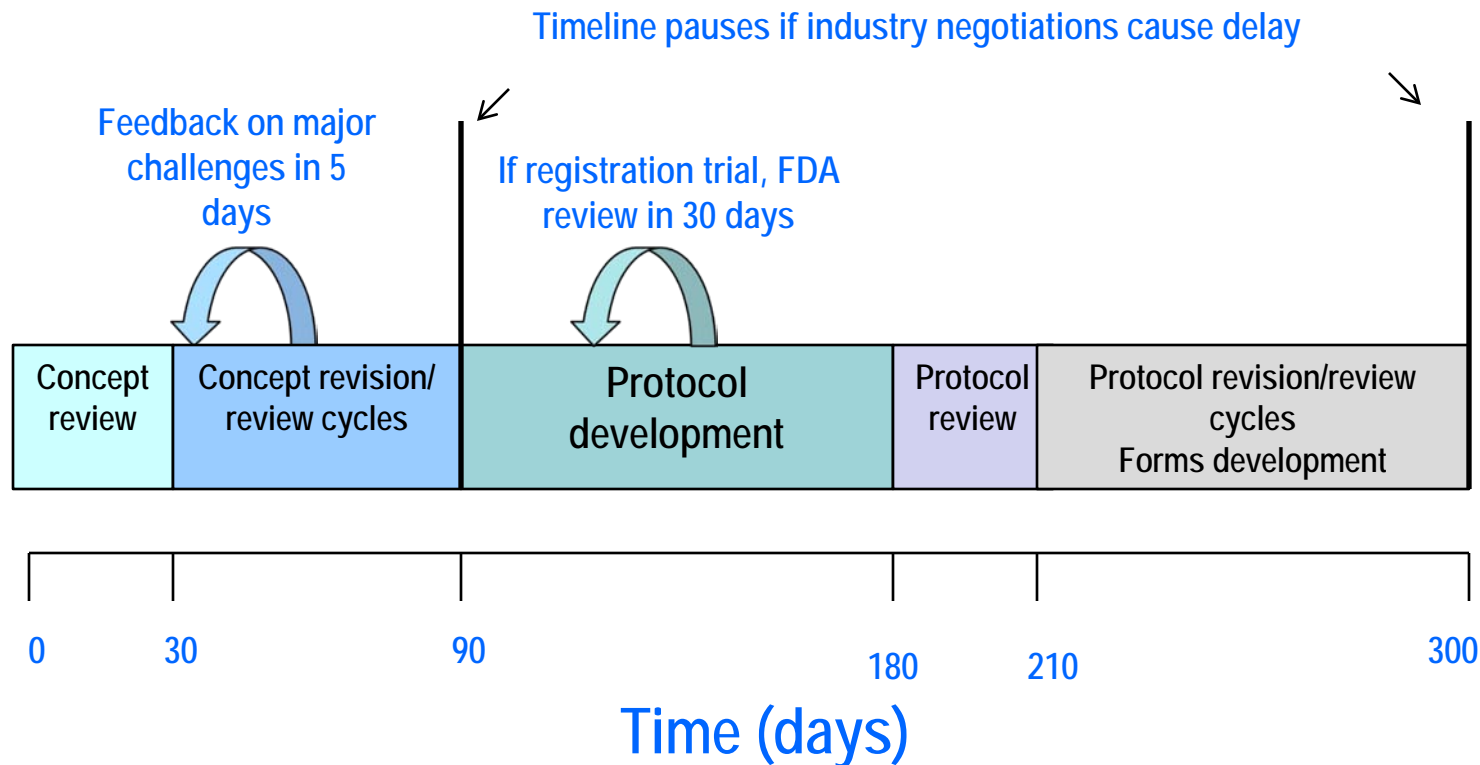 Timeline pauses if industry negotiations cause delay
Feedback on major
challenges in 5
days
If registration trial, FDA
review in 30 days
Concept
review
Concept revision/
review cycles
Protocol
development
Protocol
review
Protocol revision/review
cycles
Forms development
0
30
90
180
210
300
Time (days)